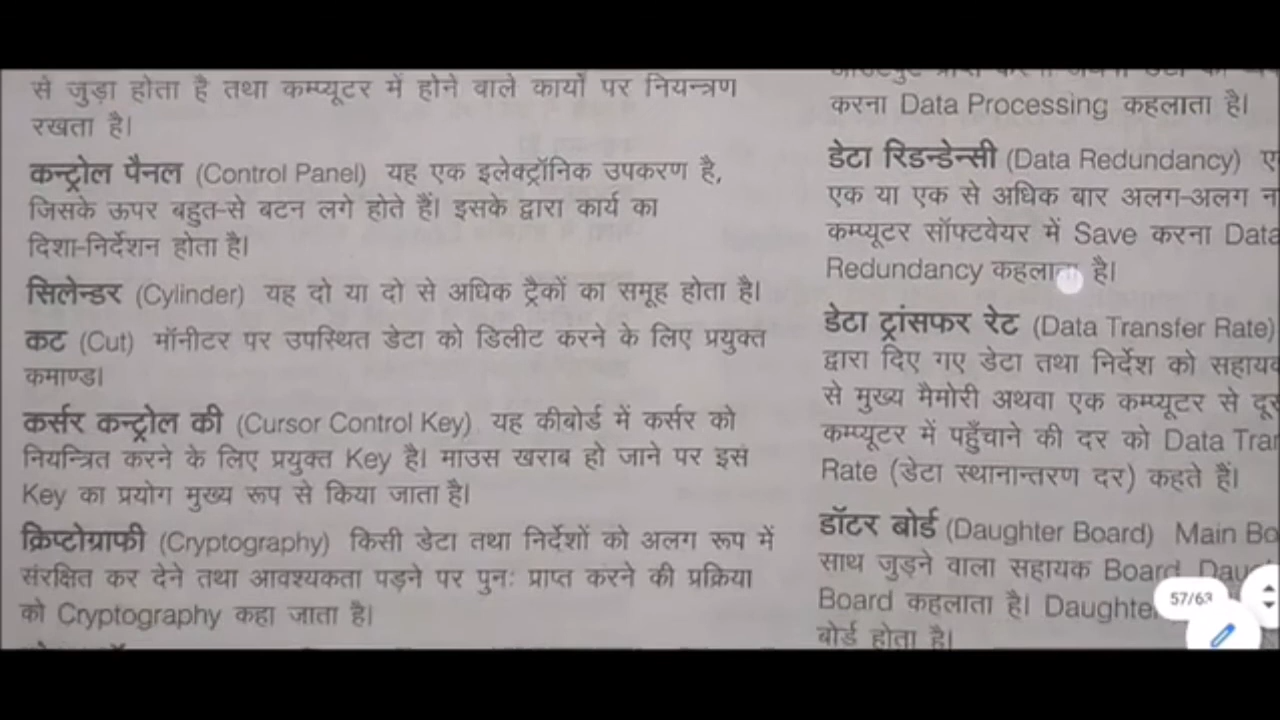 से जुड़ा होता है तथा कम्प्यूटर में होने वाले कार्यों पर नियन्त्रण
रखता है।
कन्ट्रोल पैनल (Control Panel) यह एक इलेक्ट्रॉनिक उपकरण है,
जिसके ऊपर बहुत-से बटन लगे होते हैं। इसके द्वारा कार्य का
दिशा-निर्देशन होता है।
सिलेन्डर (Cylinder) यह दो या दो से अधिक ट्रैकों का समूह होता है।
कट (Cut) मॉनीटर पर उपस्थित डेटा को डिलीट करने के लिए प्रयुक्त
कमाण्ड।
कर्सर कन्ट्रोल की (Cursor Control Key) यह कीबोर्ड में कर्सर को
नियन्त्रित करने के लिए प्रयुक्त Key है। माउस खराब हो जाने पर इस
Key का प्रयोग मुख्य रूप से किया जाता है।
क्रिप्टोग्राफी (Cryptography) किसी डेटा तथा निर्देशों को अलग रूप में
संरक्षित कर देने तथा आवश्यकता पड़ने पर पुनः प्राप्त करने की प्रक्रिया
को Cryptography कहा जाता है।
करना Data Processing कहलाता है।
डेटा रिडन्डेन्सी (Data Redundancy)
एक या एक से अधिक बार अलग-अलग
कम्प्यूटर सॉफ्टवेयर में Save करना Data
Redundancy कहलाता है।
डेटा ट्रांसफर रेट (Data Transfer Rate)
द्वारा दिए गए डेटा तथा निर्देश को
से मुख्य मैमोरी अथवा एक कम्प्यूटर से
कम्प्यूटर में पहुँचाने की दर को Data
Rate (डेटा स्थानान्तरण दर) कहते हैं।
डॉटर बोर्ड (Daughter Board) Main
साथ जुड़ने वाला सहायक Board
Board कहलाता है।
बोर्ड होता है।
57/63